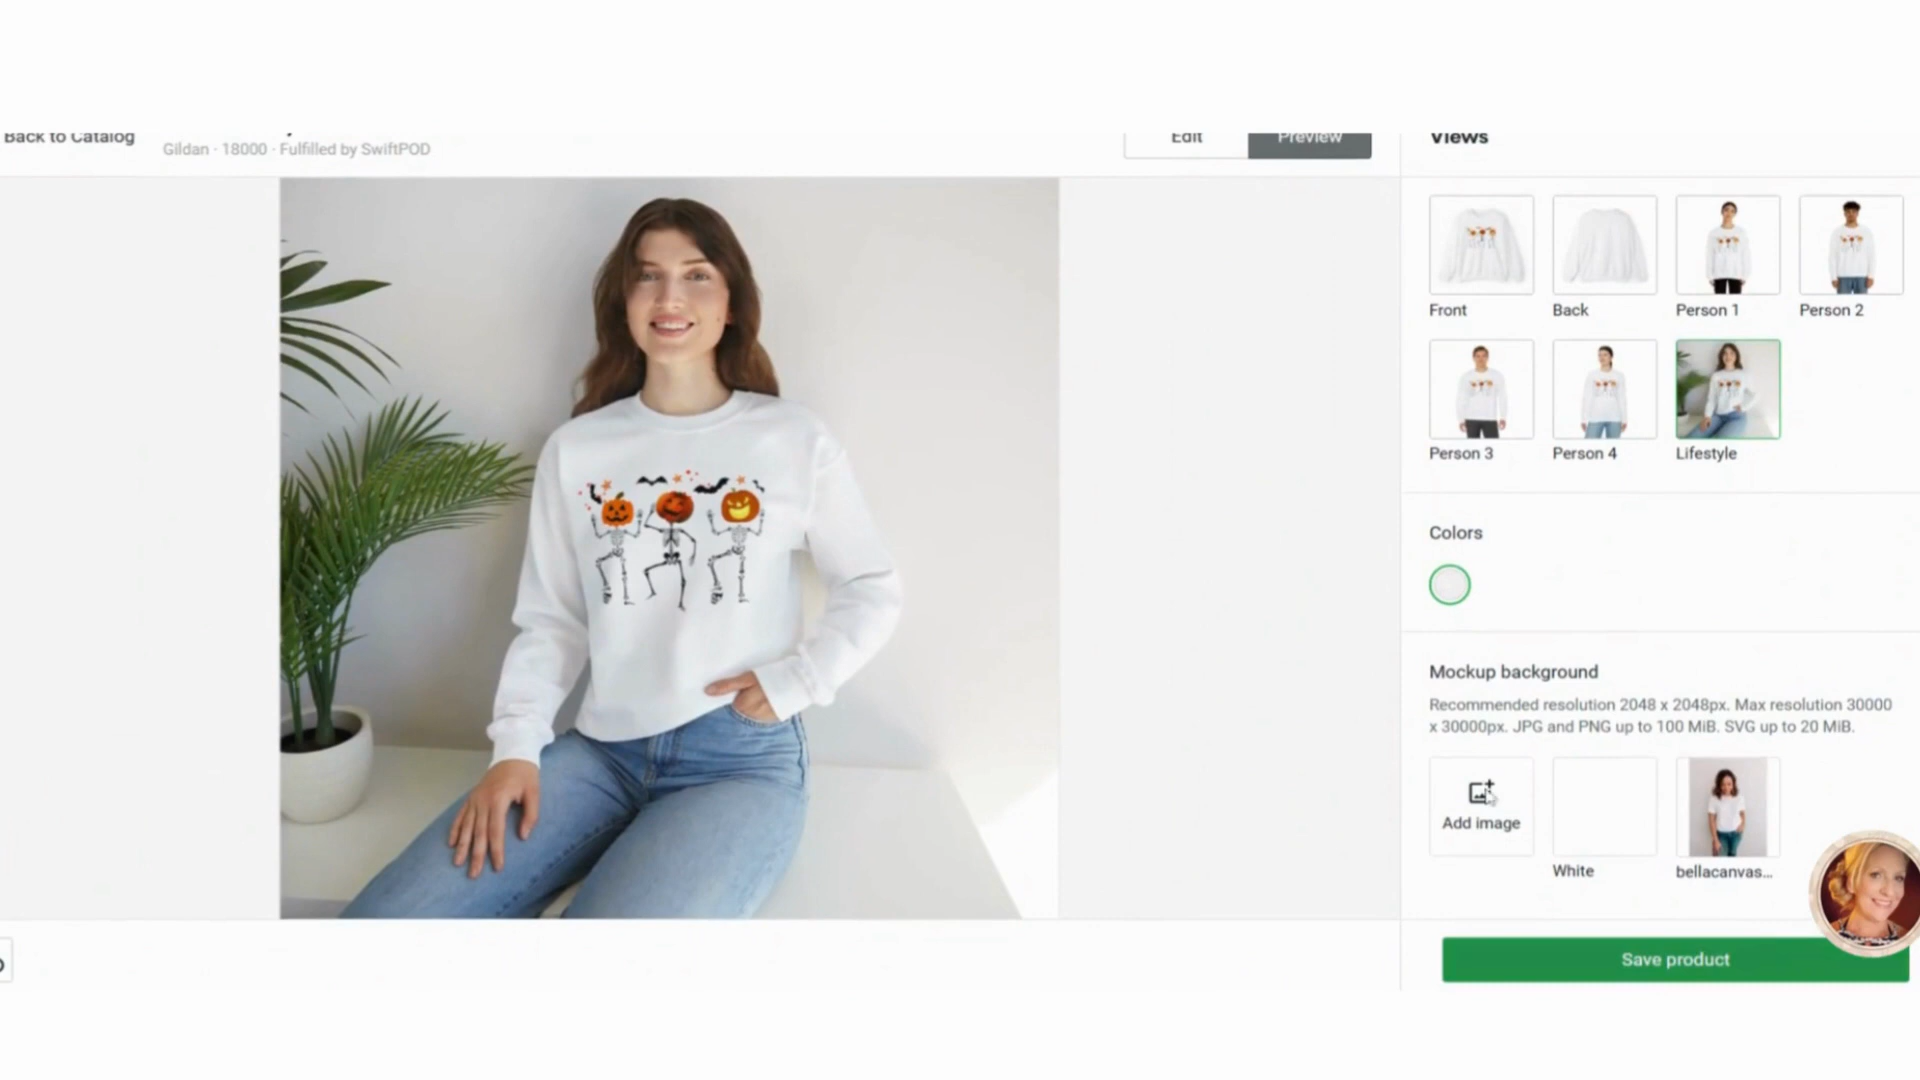 Back to Catalog
Gildan · 18000 · Fulfilled by SwiftPOD
Edit
Preview
Views
Front
Back
Person 1
Person 2
Person 3
Person 4
Lifestyle
Colors
Mockup background
Recommended resolution 2048 x 2048px. Max resolution 30000
x 30000px. JPG and PNG up to 100 MiB. SVG up to 20 MiB.
Add image
White
bellacanvas...
Save product